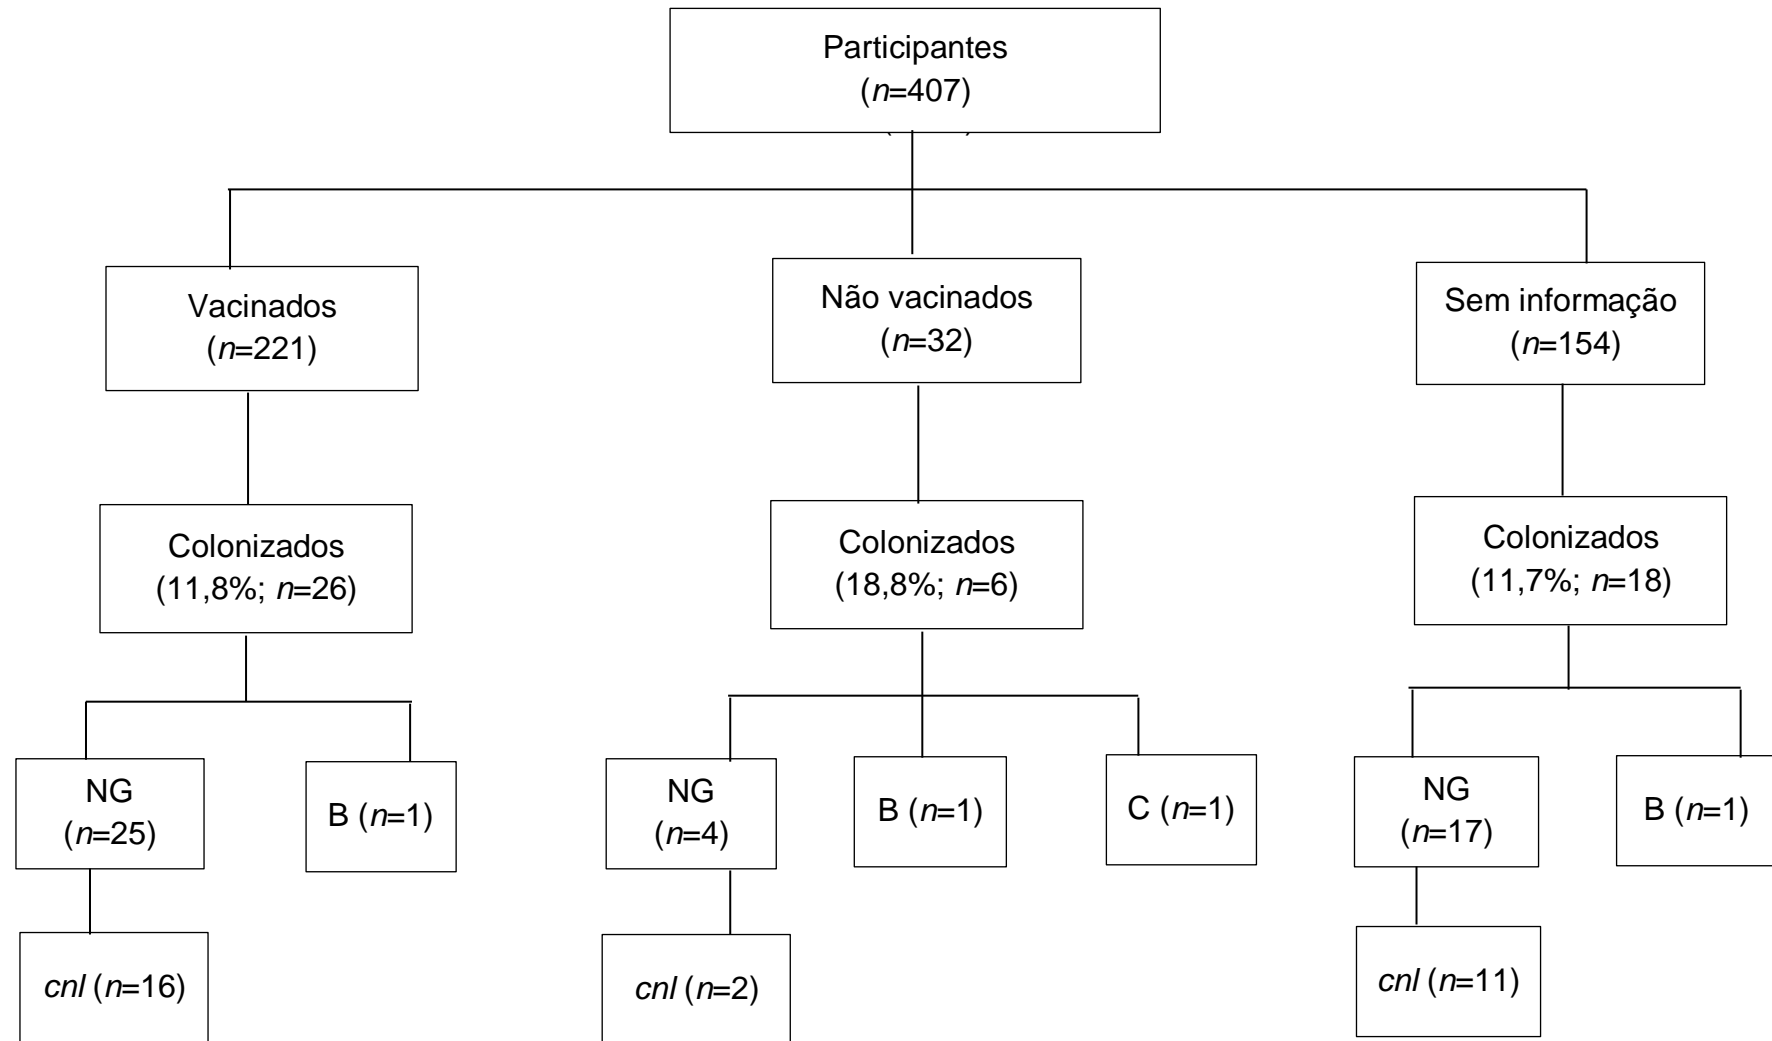 Participantes
(n=407)
Vacinados
(n=221)
Não vacinados
(n=32)
Sem informação
(n=154)
Colonizados
(11,8%; n=26)
Colonizados
(18,8%; n=6)
Colonizados
(11,7%; n=18)
NG
(n=25)
B (n=1)
NG
(n=4)
B (n=1)
C (n=1)
NG
(n=17)
B (n=1)
cnl (n=16)
cnl (n=2)
cnl (n=11)